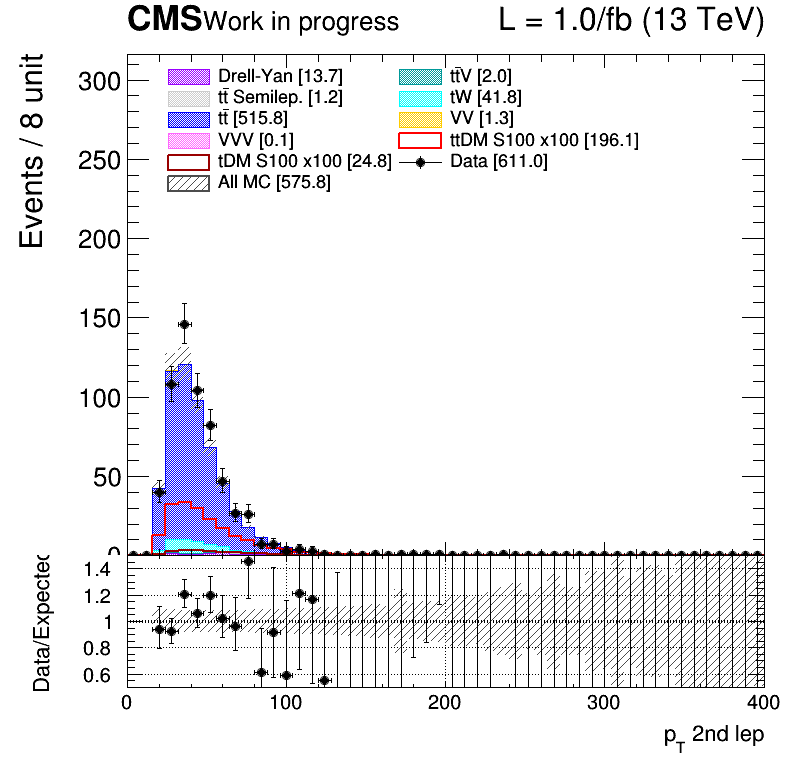 CMS Work in progress L = 1.0/fb (13 TeV)
Events / 8 unit
300
250
200
150
100
50
0
Drell-Yan [13.7]
tt̄V [2.0]
tt̄ Semilep. [1.2]
tW [41.8]
tt̄ [515.8]
VV [1.3]
VVV [0.1]
ttDM S100 x100 [196.1]
tDM S100 x100 [24.8]
Data [611.0]
All MC [575.8]
Data/Expected
1.4
1.2
1
0.8
0.6
0 100 200 300 400
p_T 2nd lep